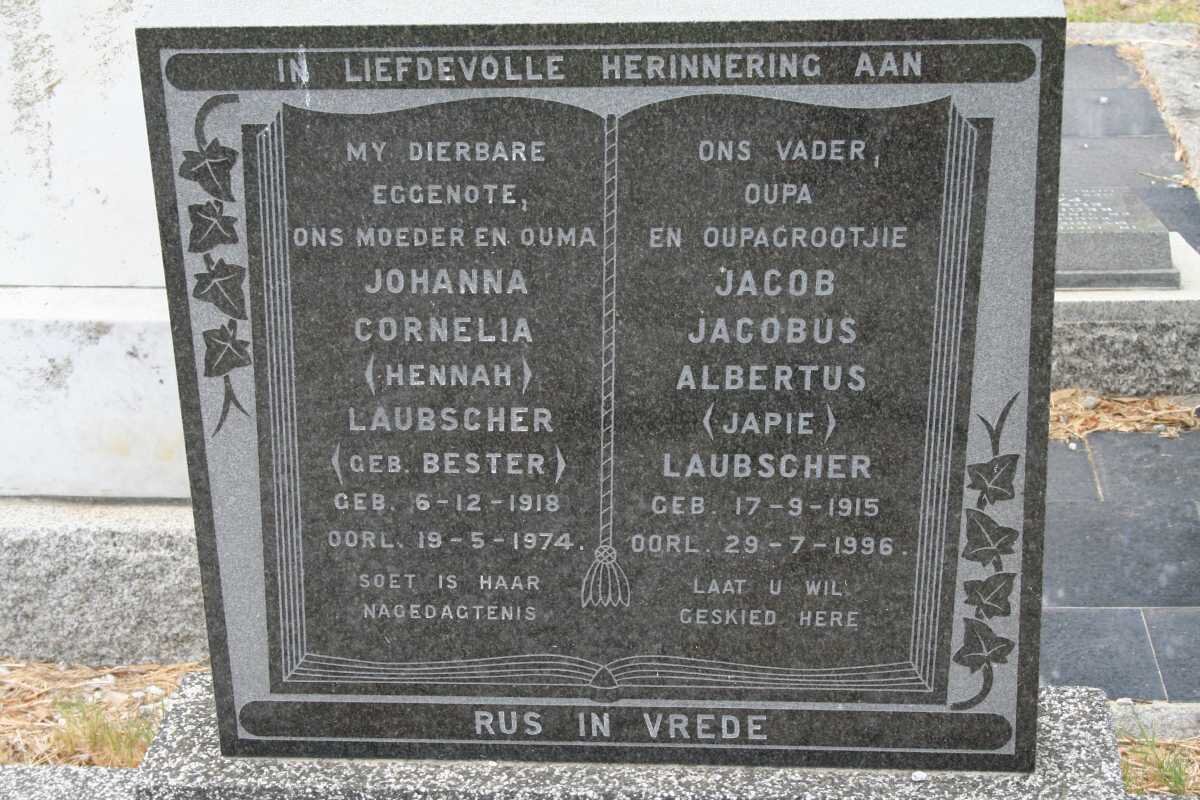 IN LIEFDEVOLLE HERINNERING AAN
MY DIERBARE
EGGENOTE,
ONS MOEDER EN OUMA
JOHANNA
CORNELIA
(HENNAH)
LAUBSCHER
(GEB. BESTER)
GEB. 6-12-1918
OORL. 19-5-1974.
SOET IS HAAR
NAGEDAGTENIS
ONS VADER,
OUPA
EN OUPAGROOTJIE
JACOB
JACOBUS
ALBERTUS
(JAPIE)
LAUBSCHER
GEB. 17-9-1915
OORL. 29-7-1996.
LAAT U WIL
GESKIED HERE
RUS IN VREDE